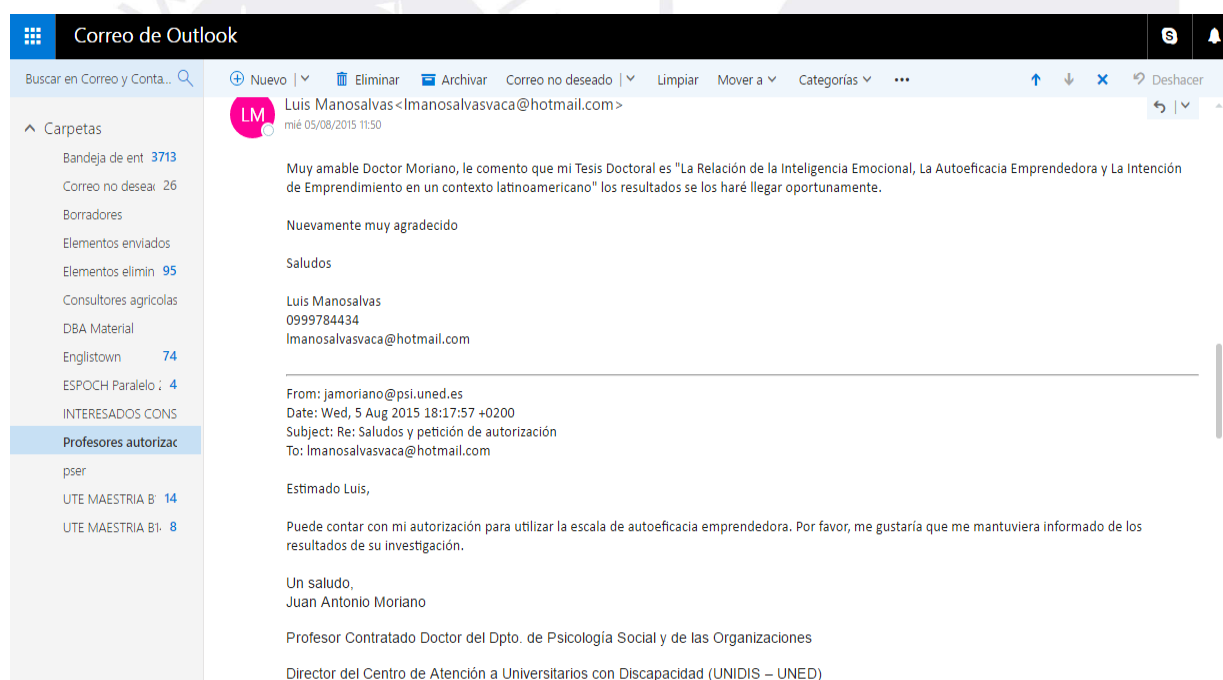 Correo de Outlook
Buscar en Correo y Conta...
Nuevo
Eliminar
Archivar
Correo no deseado
Limpiar
Mover a
Categorías
Deshacer
Carpetas
Bandeja de ent 3713
Correo no desea 26
Borradores
Elementos enviados
Elementos elimin 95
Consultores agricolas
DBA Material
Englistown 74
ESPOCH Paralelo 2 4
INTERESADOS CONS
Profesores autorizac
pser
UTE MAESTRIA B 14
UTE MAESTRIA B1- 8
LM
Luis Manosalvas<lmanosalvasvaca@hotmail.com>
mié 05/08/2015 11:50
Muy amable Doctor Moriano, le comento que mi Tesis Doctoral es "La Relación de la Inteligencia Emocional, La Autoeficacia Emprendedora y La Intención
de Emprendimiento en un contexto latinoamericano" los resultados se los haré llegar oportunamente.
Nuevamente muy agradecido
Saludos
Luis Manosalvas
0999784434
lmanosalvasvaca@hotmail.com
From: jamoriano@psi.uned.es
Date: Wed, 5 Aug 2015 18:17:57 +0200
Subject: Re: Saludos y petición de autorización
To: lmanosalvasvaca@hotmail.com
Estimado Luis,
Puede contar con mi autorización para utilizar la escala de autoeficacia emprendedora. Por favor, me gustaría que me mantuviera informado de los
resultados de su investigación.
Un saludo,
Juan Antonio Moriano
Profesor Contratado Doctor del Dpto. de Psicología Social y de las Organizaciones
Director del Centro de Atención a Universitarios con Discapacidad (UNIDIS – UNED)